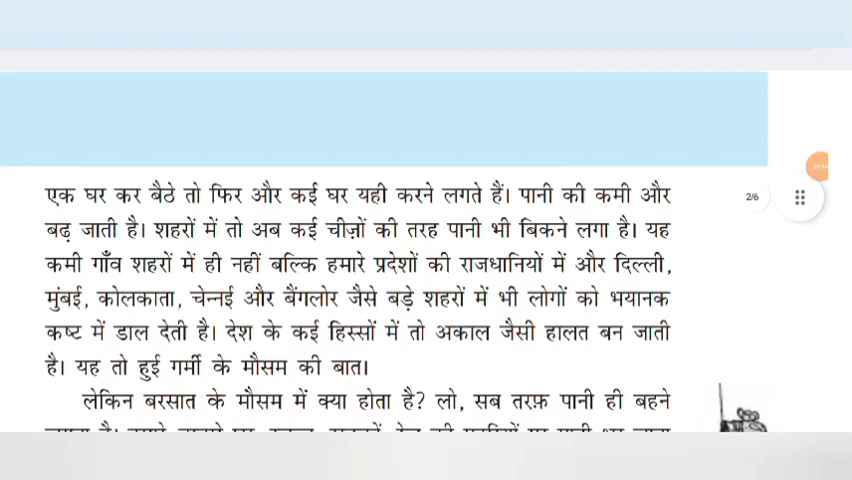 एक घर कर बैठे तो फिर और कई घर यही करने लगते हैं। पानी की कमी और
2/6
बढ़ जाती है। शहरों में तो अब कई चीज़ों की तरह पानी भी बिकने लगा है। यह
कमी गाँव शहरों में ही नहीं बल्कि हमारे प्रदेशों की राजधानियों में और दिल्ली,
मुंबई, कोलकाता, चेन्नई और बैंगलोर जैसे बड़े शहरों में भी लोगों को भयानक
कष्ट में डाल देती है। देश के कई हिस्सों में तो अकाल जैसी हालत बन जाती
है। यह तो हुई गर्मी के मौसम की बात।
लेकिन बरसात के मौसम में क्या होता है? लो, सब तरफ़ पानी ही बहने